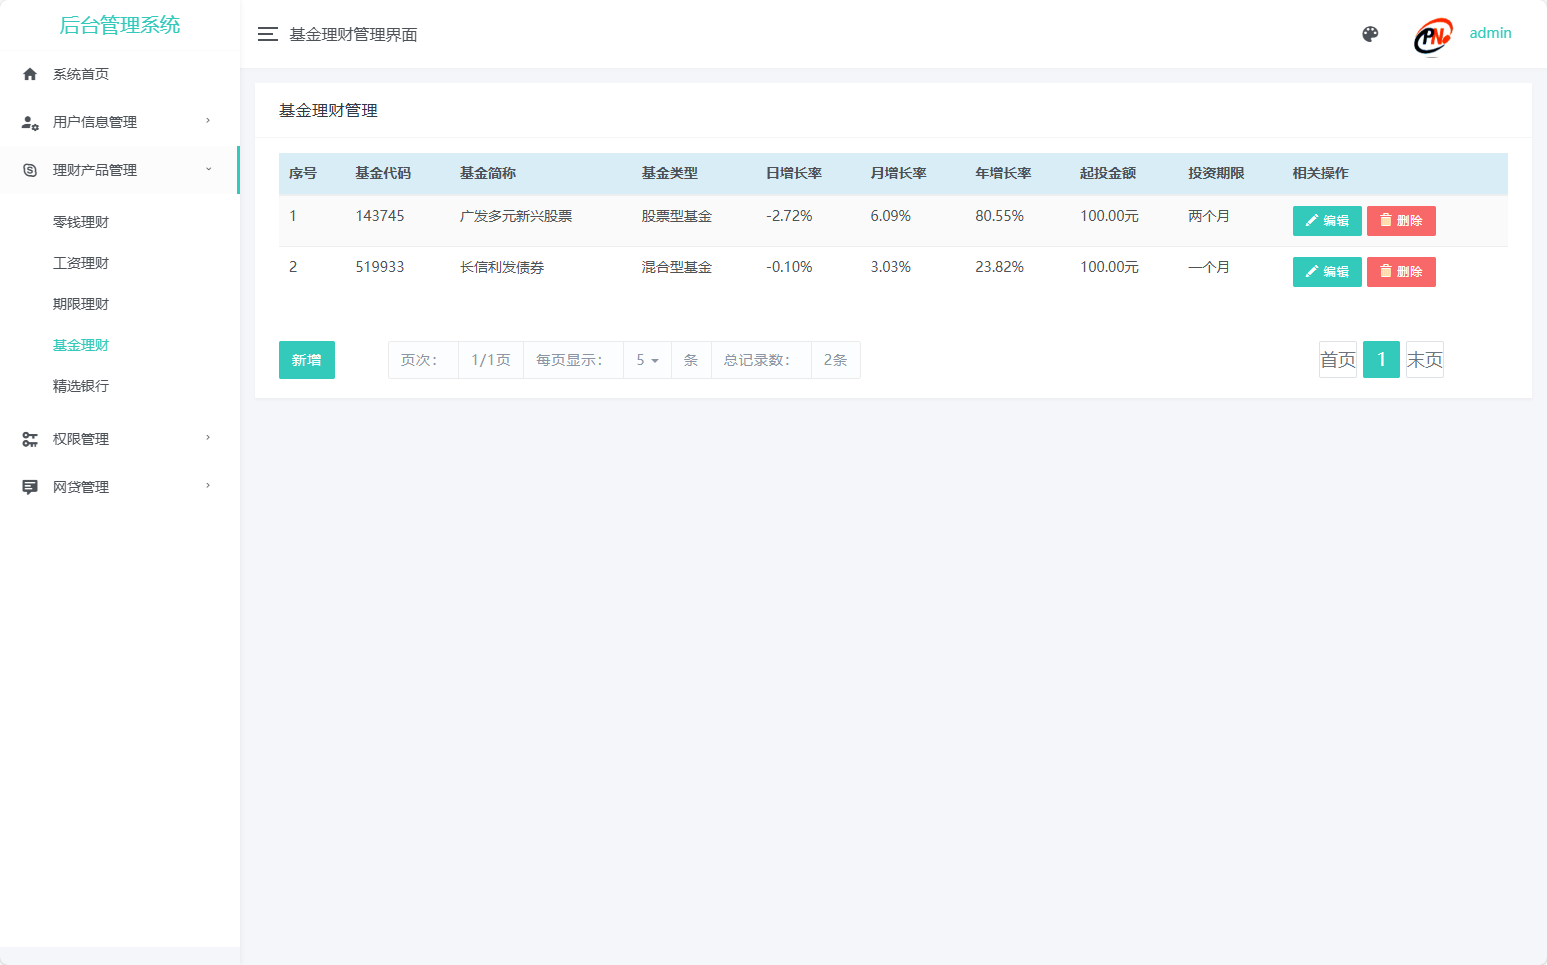 后台管理系统
系统首页
用户信息管理
理财产品管理
零钱理财
工资理财
期限理财
基金理财
精选银行
权限管理
网贷管理
基金理财管理界面
PN
admin
基金理财管理
序号 基金代码 基金简称 基金类型 日增长率 月增长率 年增长率 起投金额 投资期限 相关操作
1 143745 广发多元新兴股票 股票型基金 -2.72% 6.09% 80.55% 100.00元 两个月 编辑 删除
2 519933 长信利发债券 混合型基金 -0.10% 3.03% 23.82% 100.00元 一个月 编辑 删除
新增 页次： 1/1页 每页显示： 5 条 总记录数： 2条 首页 1 末页